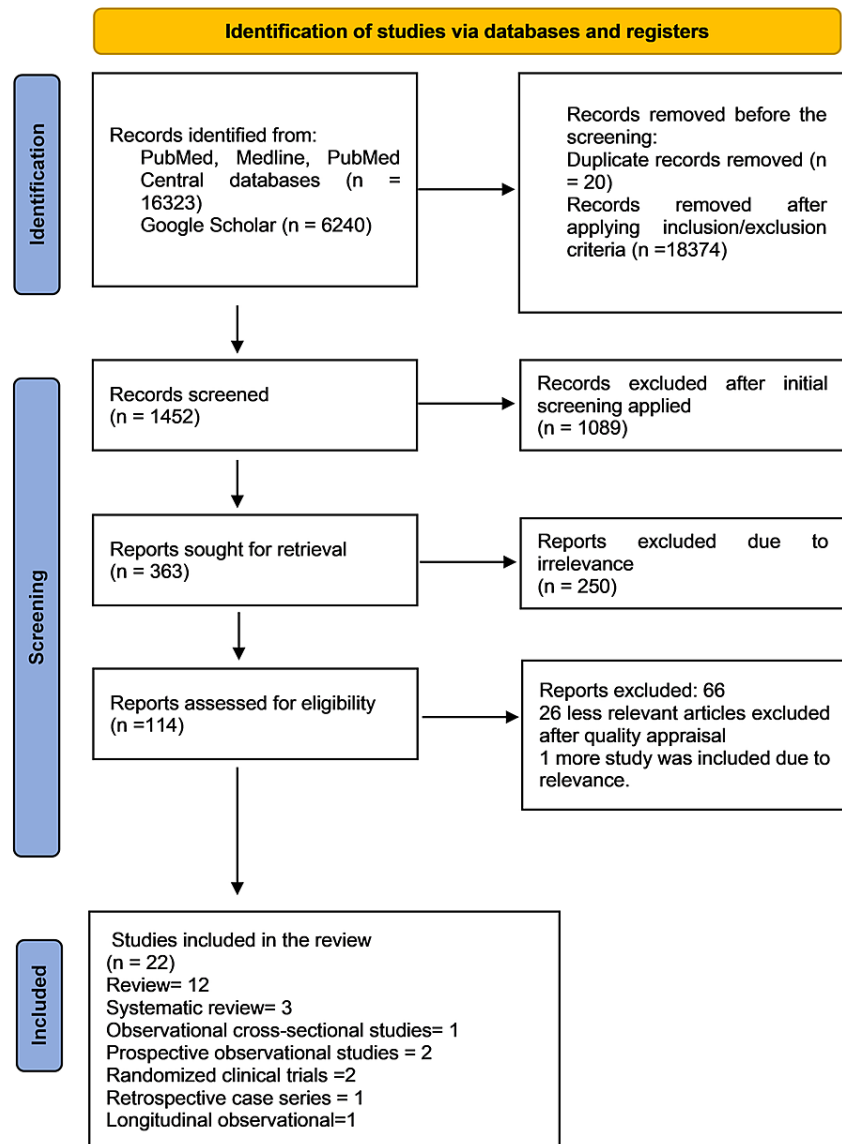 Identification of studies via databases and registers
Identification
Records identified from:
PubMed, Medline, PubMed
Central databases (n =
16323)
Google Scholar (n = 6240)
Records removed before the
screening:
Duplicate records removed (n
= 20)
Records removed after
applying inclusion/exclusion
criteria (n =18374)
Screening
Records screened
(n = 1452)
Records excluded after initial
screening applied
(n = 1089)
Reports sought for retrieval
(n = 363)
Reports excluded due to
irrelevance
(n = 250)
Reports assessed for eligibility
(n =114)
Reports excluded: 66
26 less relevant articles excluded
after quality appraisal
1 more study was included due to
relevance.
Included
Studies included in the review
(n = 22)
Review= 12
Systematic review= 3
Observational cross-sectional studies= 1
Prospective observational studies = 2
Randomized clinical trials =2
Retrospective case series = 1
Longitudinal observational=1